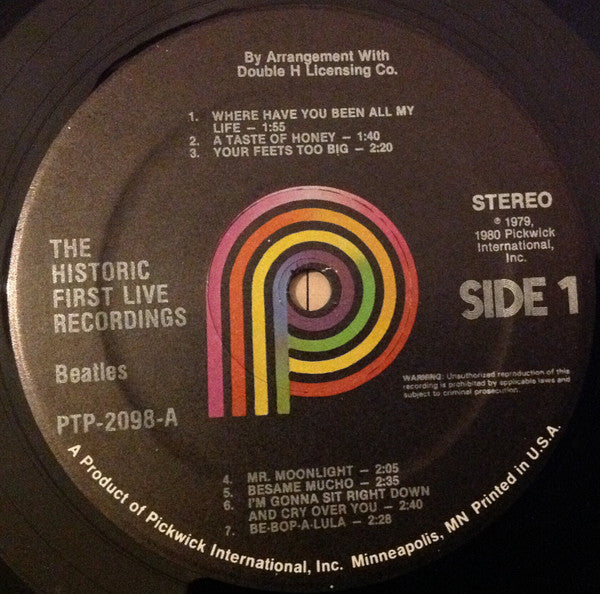 By Arrangement With
Double H Licensing Co.
1. WHERE HAVE YOU BEEN ALL MY
LIFE – 1:55
2. A TASTE OF HONEY – 1:40
3. YOUR FEETS TOO BIG – 2:20
THE
HISTORIC
FIRST LIVE
RECORDINGS
Beatles
PTP-2098-A
STEREO
℗ 1979,
1980 Pickwick
International,
Inc.
SIDE 1
WARNING: Unauthorized reproduction of this
recording is prohibited by applicable laws and
subject to criminal prosecution.
4. MR. MOONLIGHT – 2:05
5. BESAME MUCHO – 2:35
6. I'M GONNA SIT RIGHT DOWN
AND CRY OVER YOU – 2:40
7. BE-BOP-A-LULA – 2:28
A Product of Pickwick International, Inc. Minneapolis, MN Printed in U.S.A.